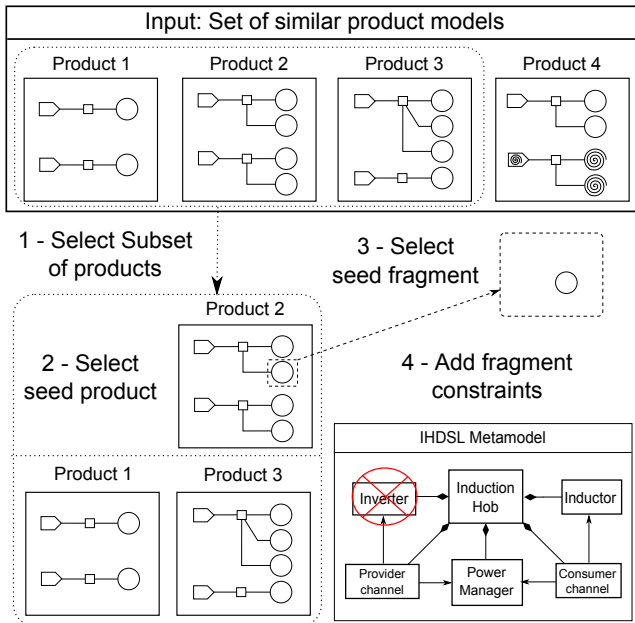 Input: Set of similar product models
Product 1
Product 2
Product 3
Product 4
1 - Select Subset
of products
3 - Select
seed fragment
Product 2
2 - Select
seed product
4 - Add fragment
constraints
Product 1
Product 3
IHDSL Metamodel
Inverter
Induction
Hob
Inductor
Provider
channel
Power
Manager
Consumer
channel